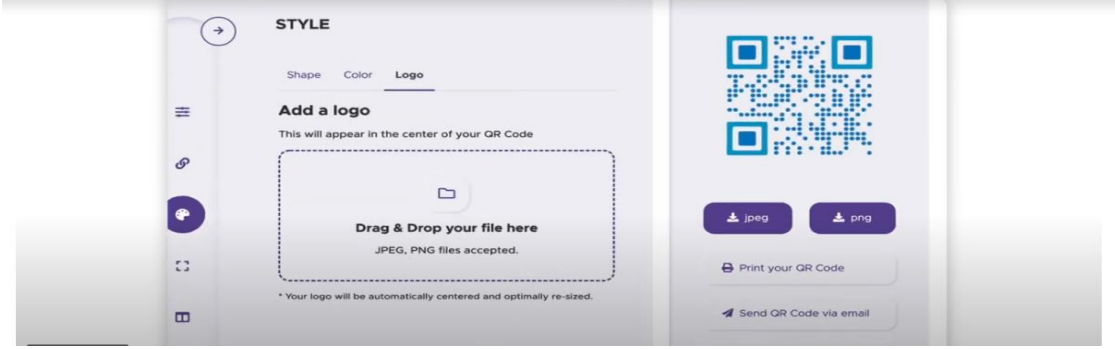 STYLE
Shape Color Logo
Add a logo
This will appear in the center of your QR Code
Drag & Drop your file here
JPEG, PNG files accepted.
* Your logo will be automatically centered and optimally re-sized.
jpeg png
Print your QR Code
Send QR Code via email